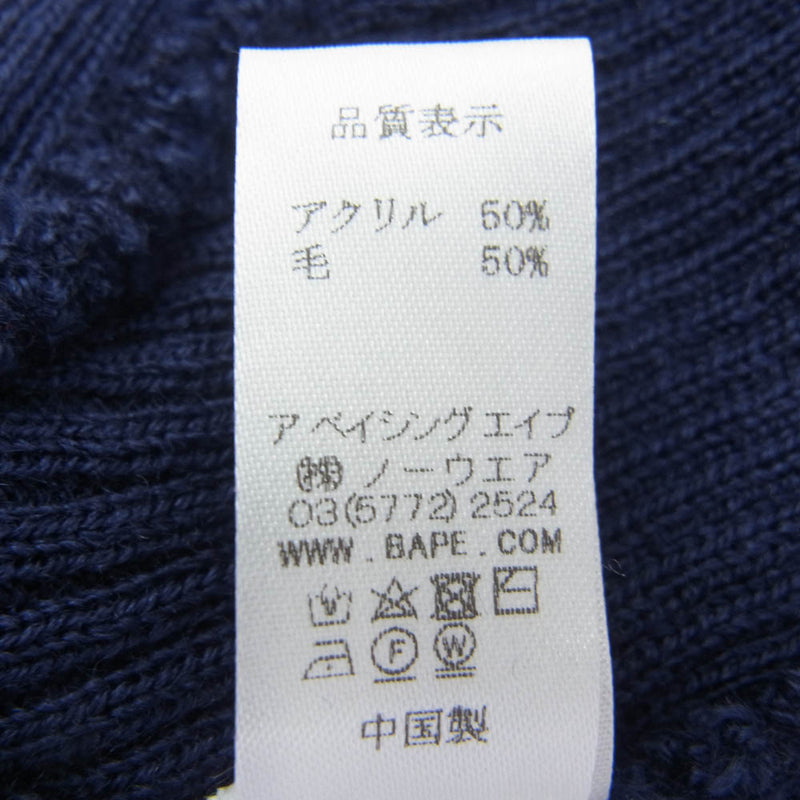 品質表示
アクリル 50%
毛 50%
ア ベイシング エイプ
㈱ ノーウエア
03(5772)2524
WWW.BAPE.COM
F W
中国製